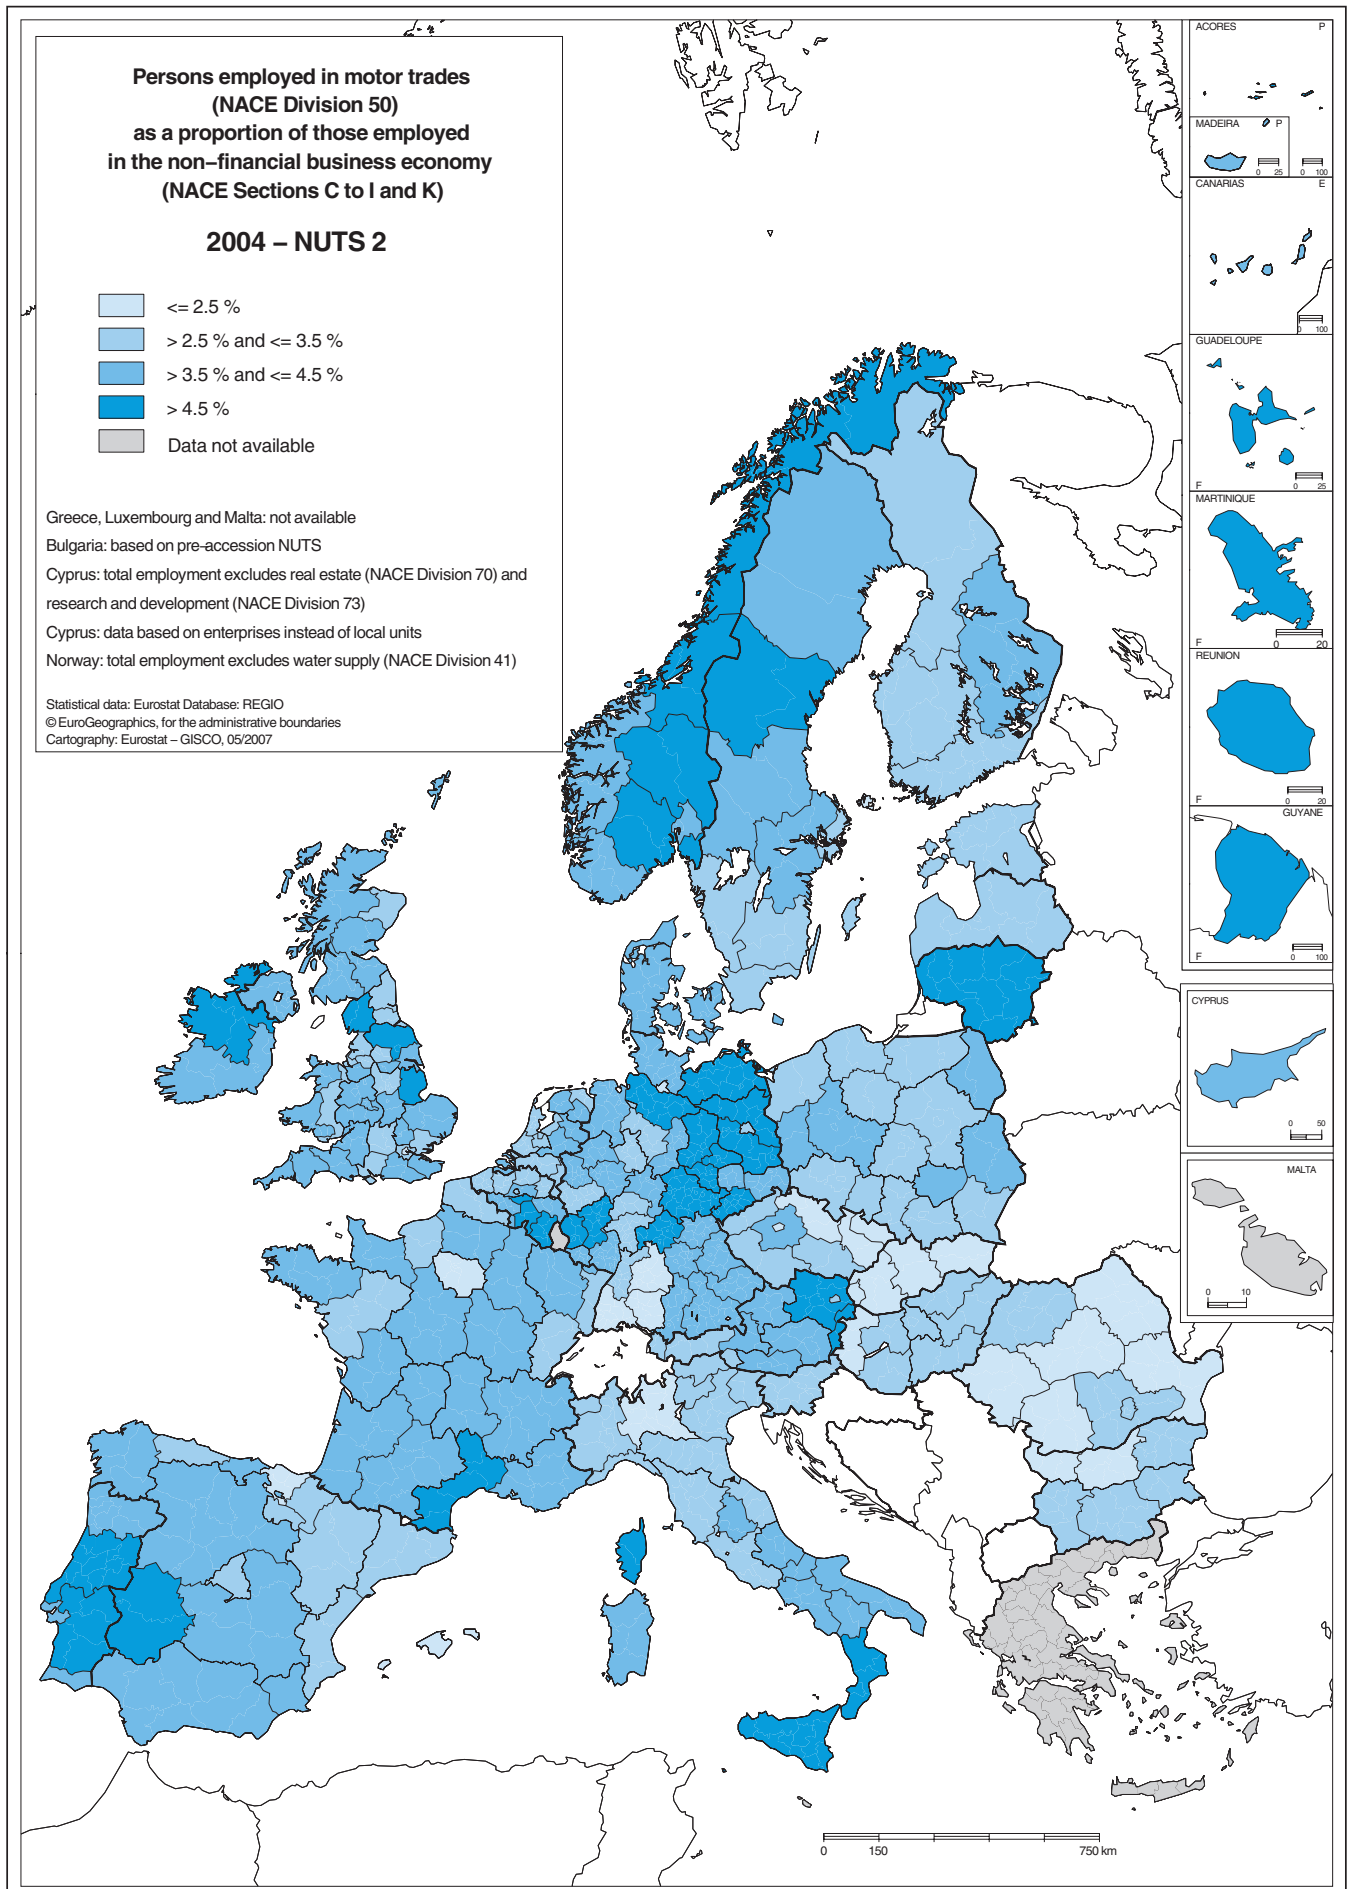 Persons employed in motor trades
(NACE Division 50)
as a proportion of those employed
in the non–financial business economy
(NACE Sections C to I and K)
2004 – NUTS 2
<= 2.5 %
> 2.5 % and <= 3.5 %
> 3.5 % and <= 4.5 %
> 4.5 %
Data not available
Greece, Luxembourg and Malta: not available
Bulgaria: based on pre-accession NUTS
Cyprus: total employment excludes real estate (NACE Division 70) and
research and development (NACE Division 73)
Cyprus: data based on enterprises instead of local units
Norway: total employment excludes water supply (NACE Division 41)
Statistical data: Eurostat Database: REGIO
© EuroGeographics, for the administrative boundaries
Cartography: Eurostat – GISCO, 05/2007
ACORES P
MADEIRA P
0 25 0 100
CANARIAS E
0 100
GUADELOUPE
F 0 25
MARTINIQUE
F 0 20
REUNION
F 0 20
GUYANE
F 0 100
CYPRUS
0 50
MALTA
0 10
0 150 750 km